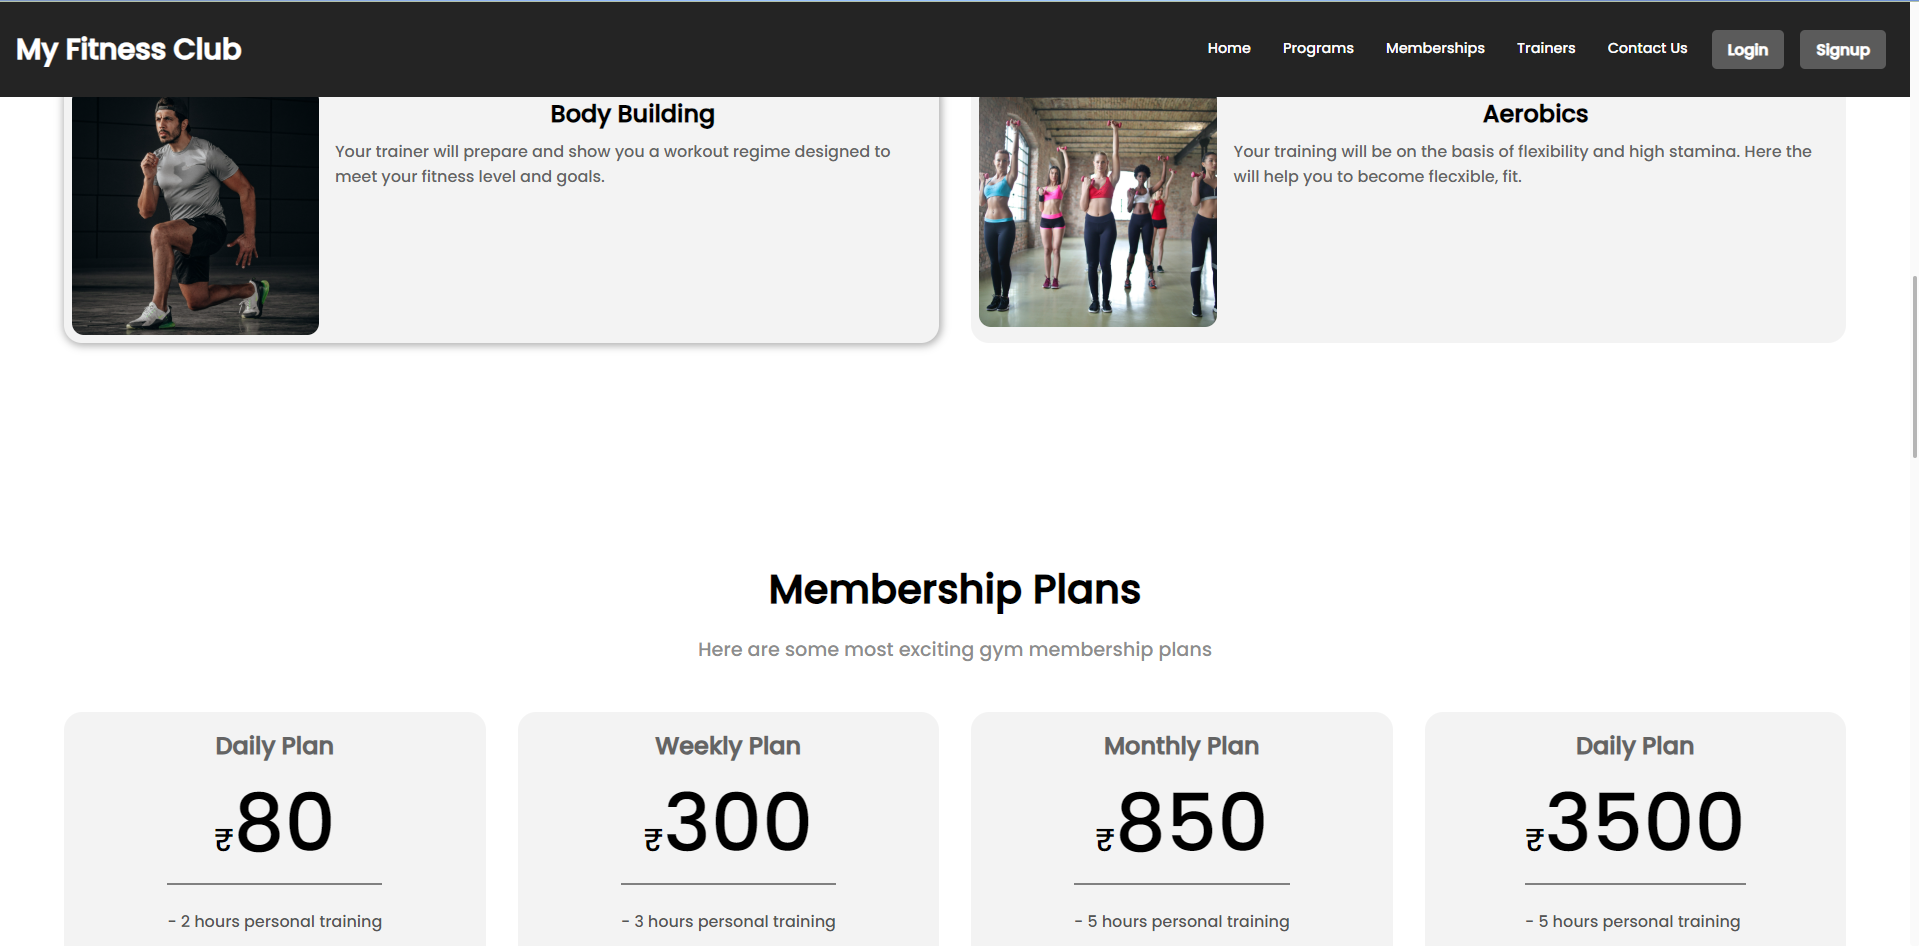 My Fitness Club
Home Programs Memberships Trainers Contact Us Login Signup
Body Building
Your trainer will prepare and show you a workout regime designed to
meet your fitness level and goals.
Aerobics
Your training will be on the basis of flexibility and high stamina. Here the
will help you to become flecxible, fit.
Membership Plans
Here are some most exciting gym membership plans
Daily Plan
₹80
- 2 hours personal training
Weekly Plan
₹300
- 3 hours personal training
Monthly Plan
₹850
- 5 hours personal training
Daily Plan
₹3500
- 5 hours personal training